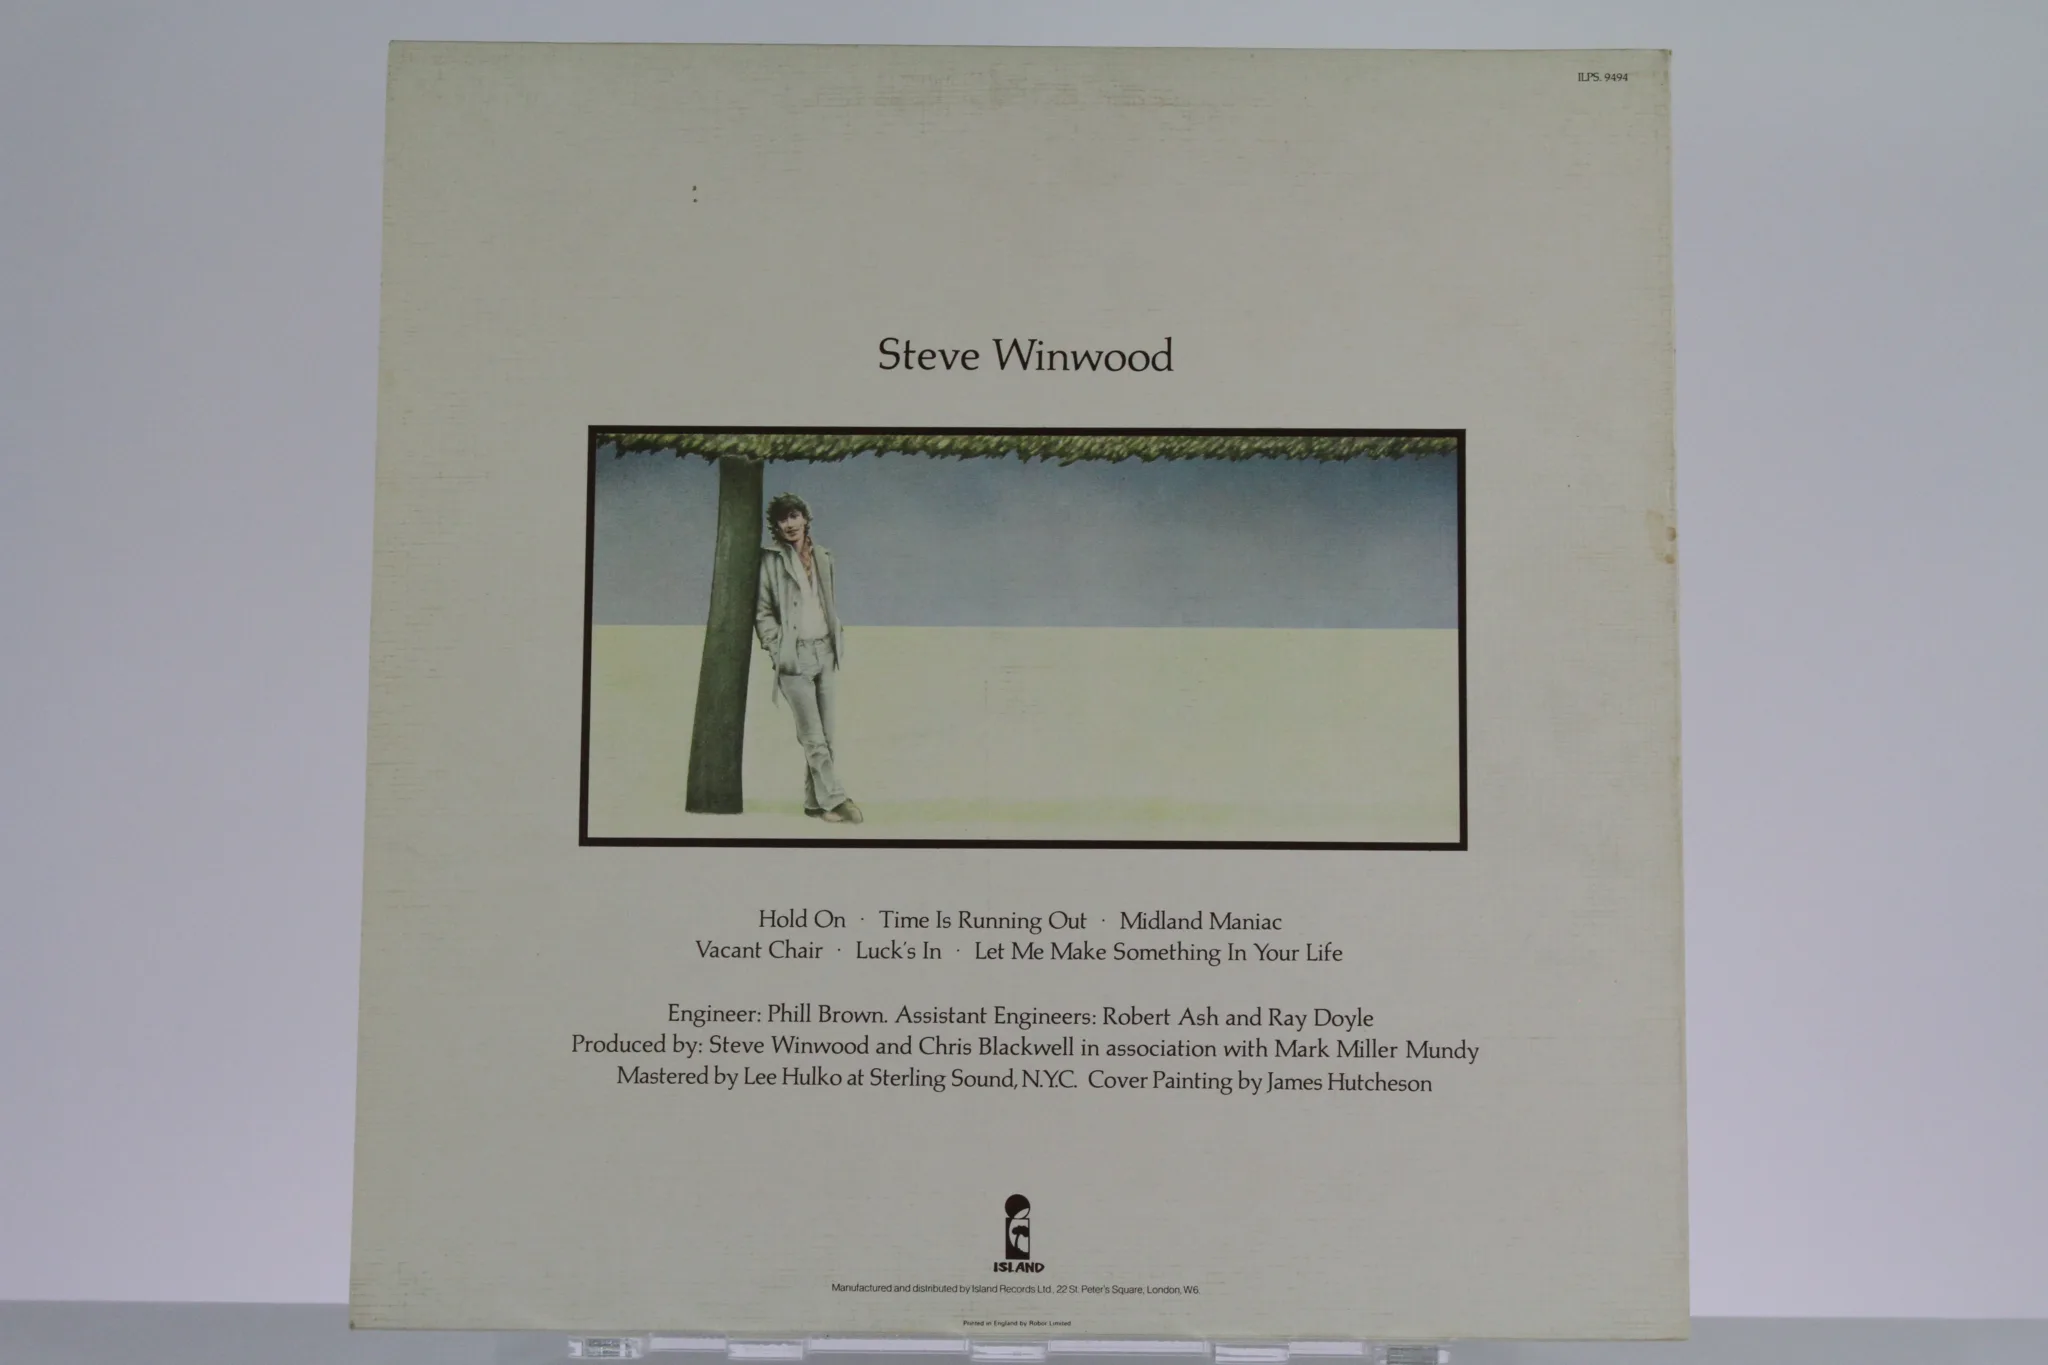 ILPS. 9494
Steve Winwood
Hold On · Time Is Running Out · Midland Maniac
Vacant Chair · Luck's In · Let Me Make Something In Your Life
Engineer: Phill Brown. Assistant Engineers: Robert Ash and Ray Doyle
Produced by: Steve Winwood and Chris Blackwell in association with Mark Miller Mundy
Mastered by Lee Hulko at Sterling Sound, N.Y.C. Cover Painting by James Hutcheson
ISLAND
Manufactured and distributed by Island Records Ltd., 22 St. Peter's Square, London, W6.
Printed in England by Robor Limited